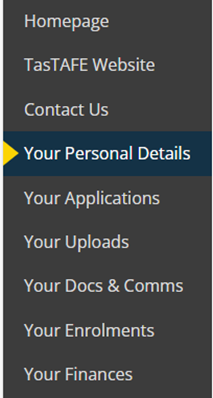 Homepage
TasTAFE Website
Contact Us
Your Personal Details
Your Applications
Your Uploads
Your Docs & Comms
Your Enrolments
Your Finances